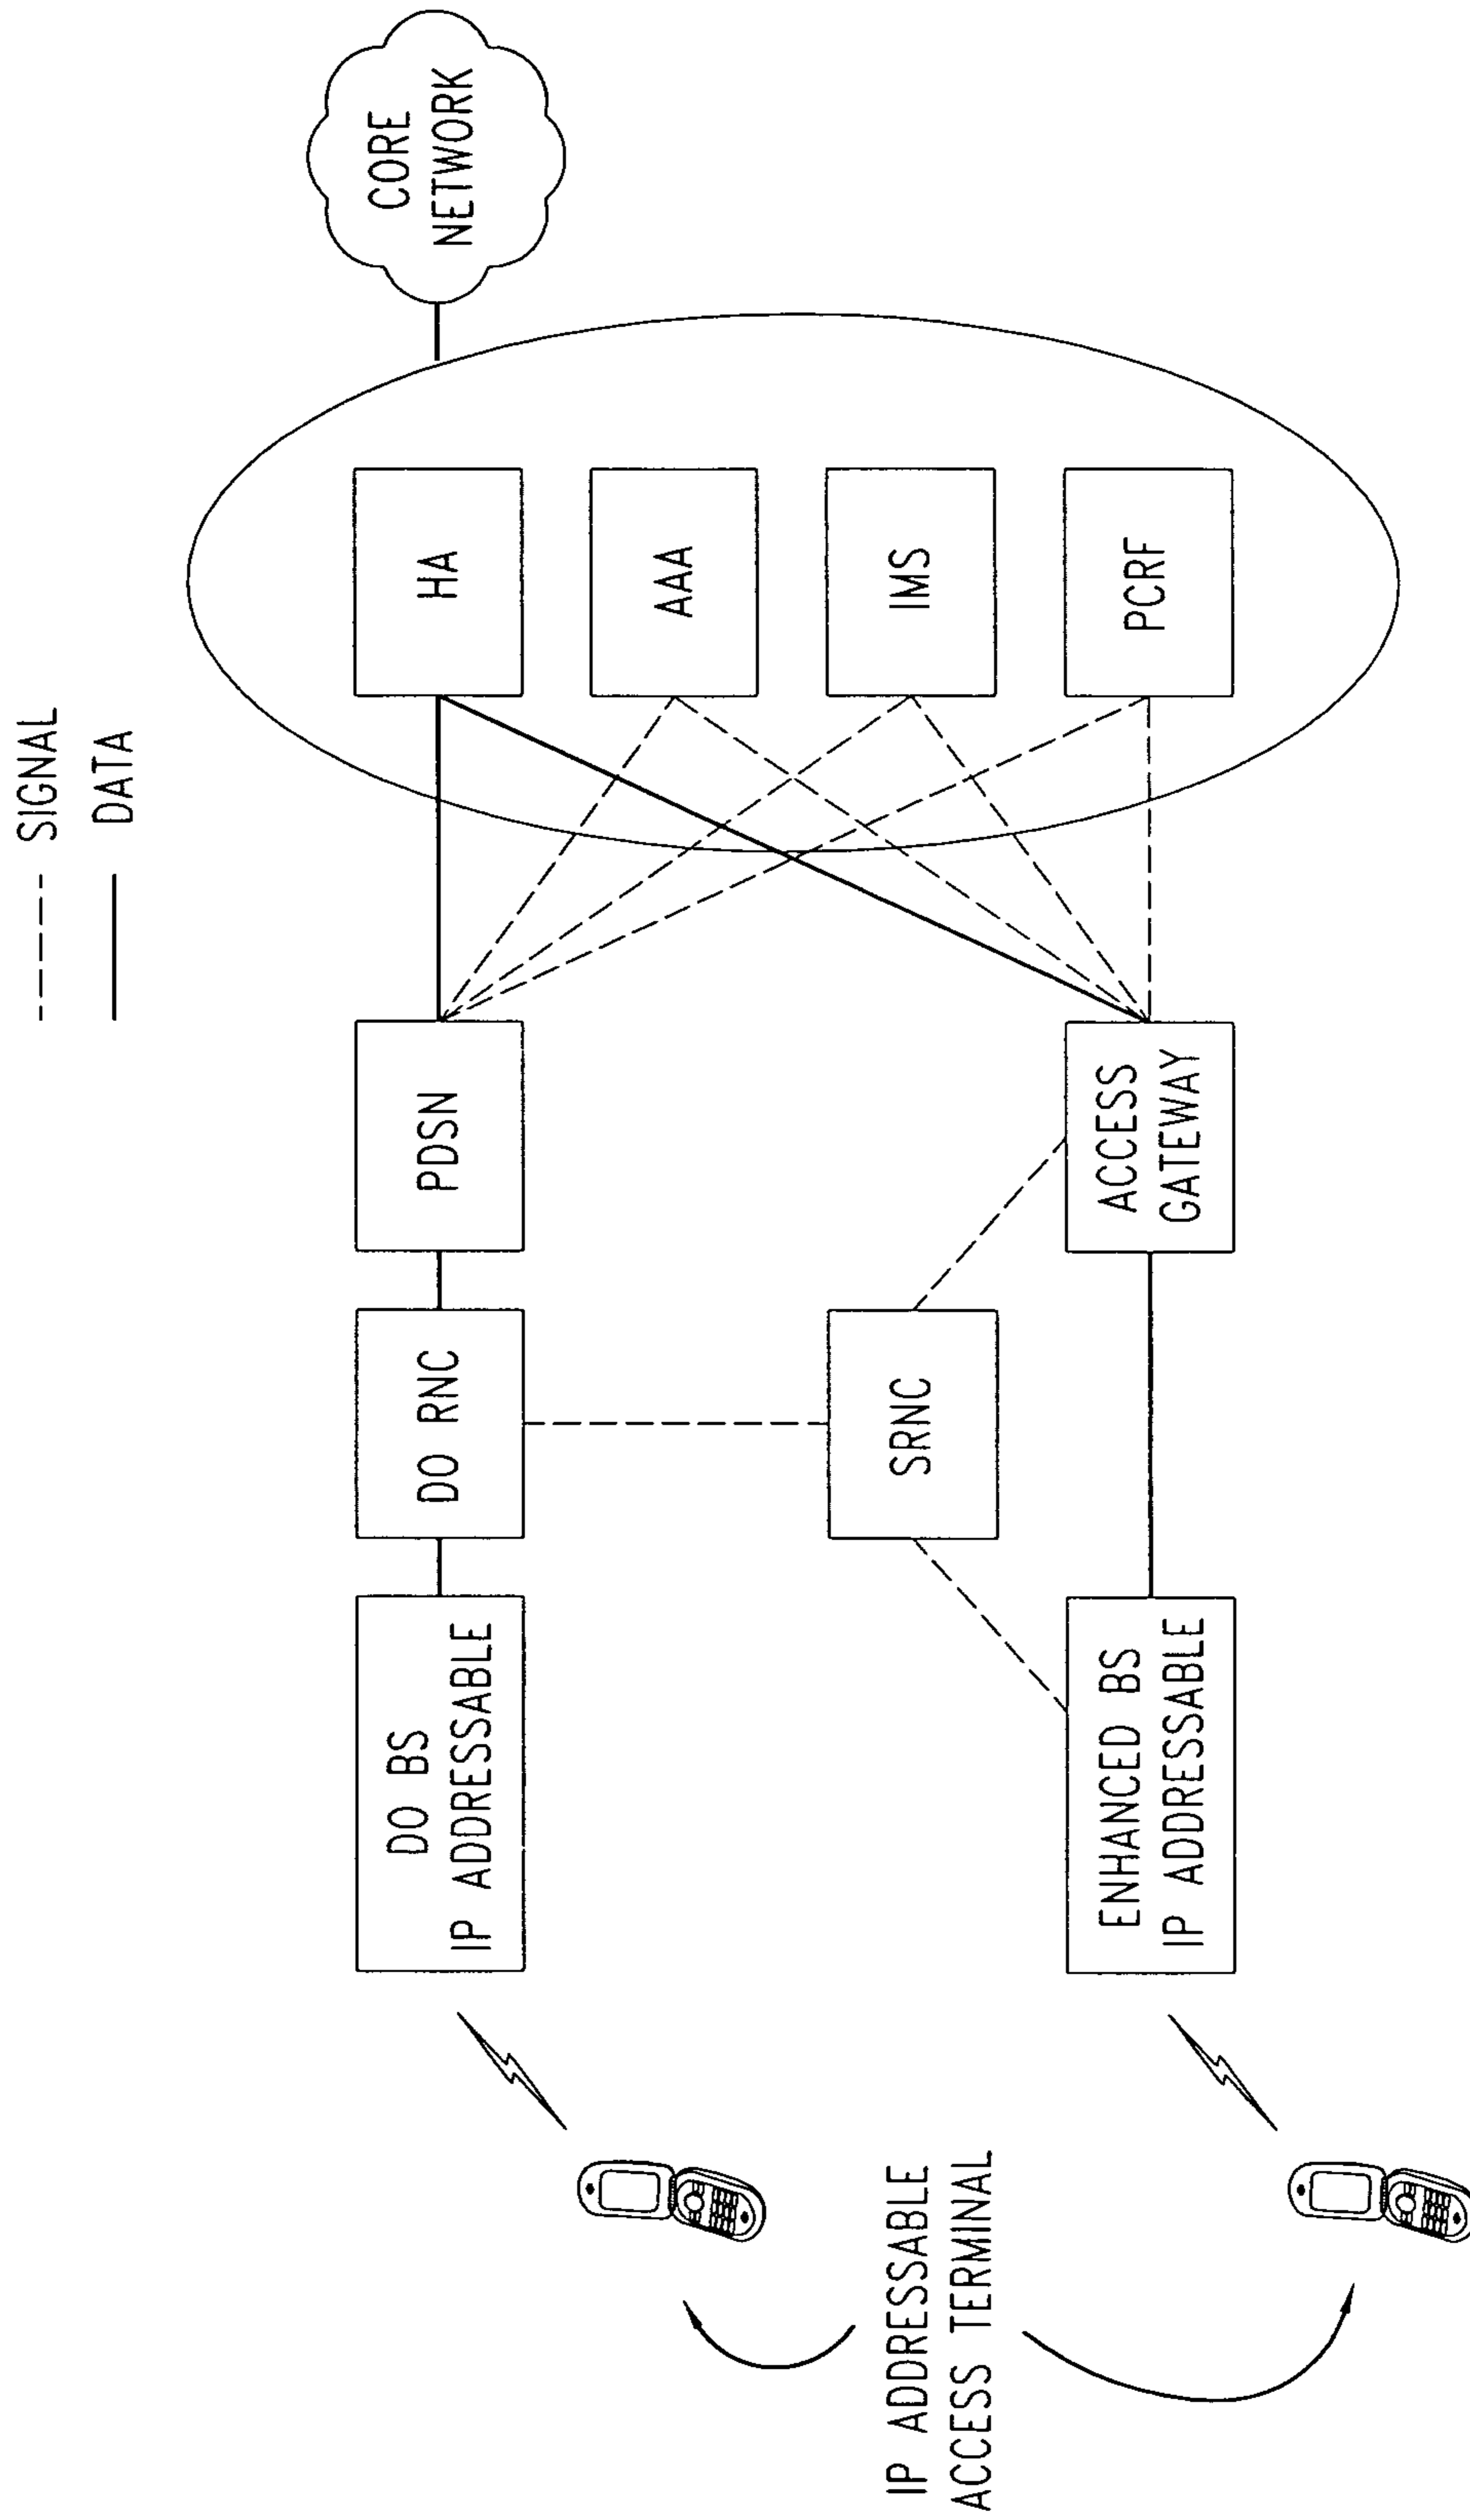 SIGNAL
DATA
CORE
NETWORK
HA
AAA
IMS
PCRF
PDSN
ACCESS
GATEWAY
DO RNC
SRNC
DO BS
IP ADDRESSABLE
ENHANCED BS
IP ADDRESSABLE
IP ADDRESSABLE
ACCESS TERMINAL